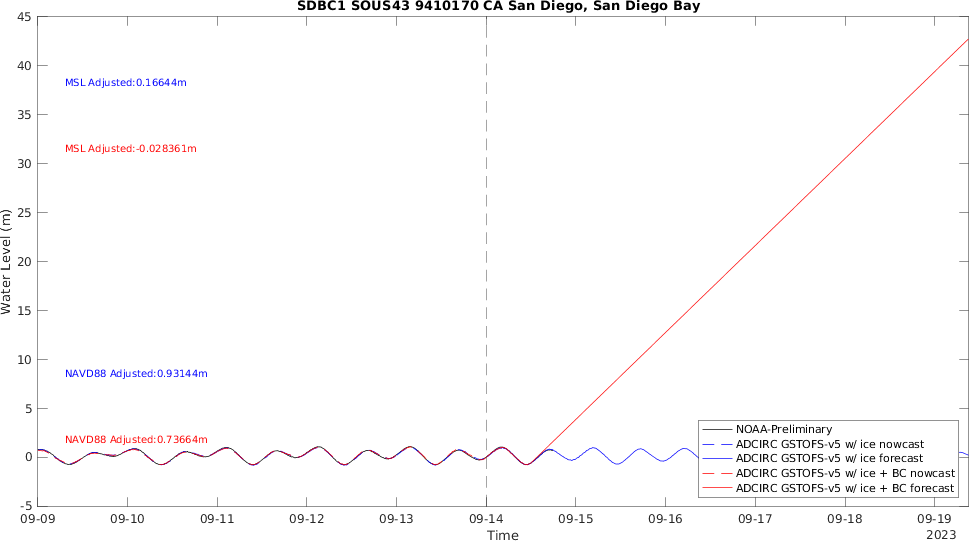 SDBC1 SOUS43 9410170 CA San Diego, San Diego Bay
45
40
35
30
25
20
15
10
5
0
-5
Water Level (m)
MSL Adjusted:0.16644m
MSL Adjusted:-0.028361m
NAVD88 Adjusted:0.93144m
NAVD88 Adjusted:0.73664m
NOAA-Preliminary
ADCIRC GSTOFS-v5 w/ ice nowcast
ADCIRC GSTOFS-v5 w/ ice forecast
ADCIRC GSTOFS-v5 w/ ice + BC nowcast
ADCIRC GSTOFS-v5 w/ ice + BC forecast
09-09 09-10 09-11 09-12 09-13 09-14 09-15 09-16 09-17 09-18 09-19
Time
2023